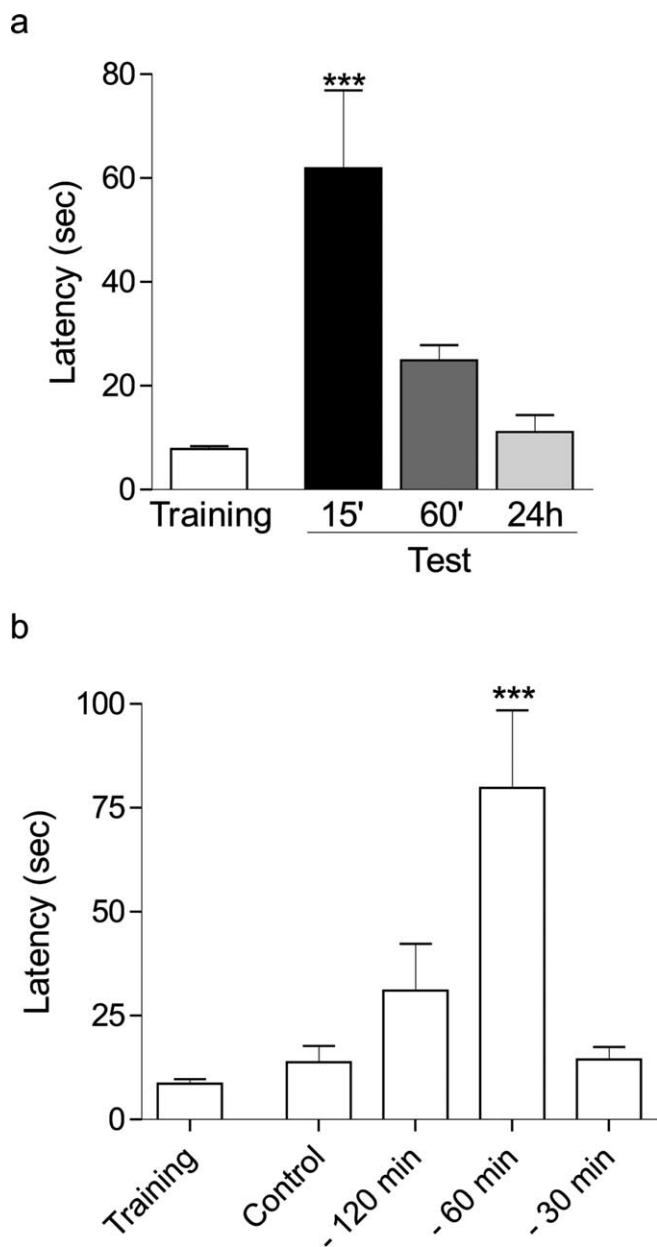 a
***
80
60
40
20
0
Latency (sec)
Training 15' 60' 24h
Test
b
***
100
75
50
25
0
Latency (sec)
Training
Control
- 120 min
- 60 min
- 30 min